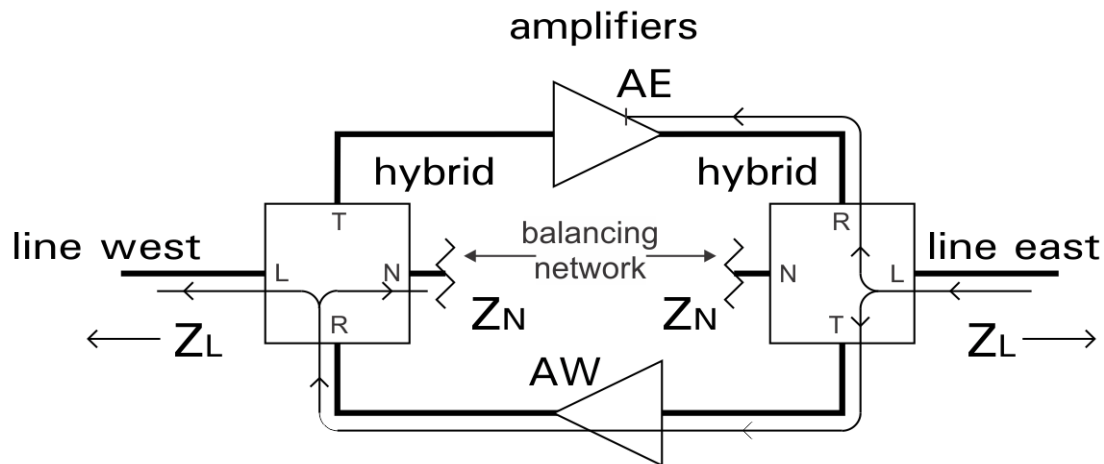 amplifiers
AE
hybrid
hybrid
T
R
line west
balancing
network
line east
L
N
N
L
ZN
ZN
R
T
ZL
ZL
AW